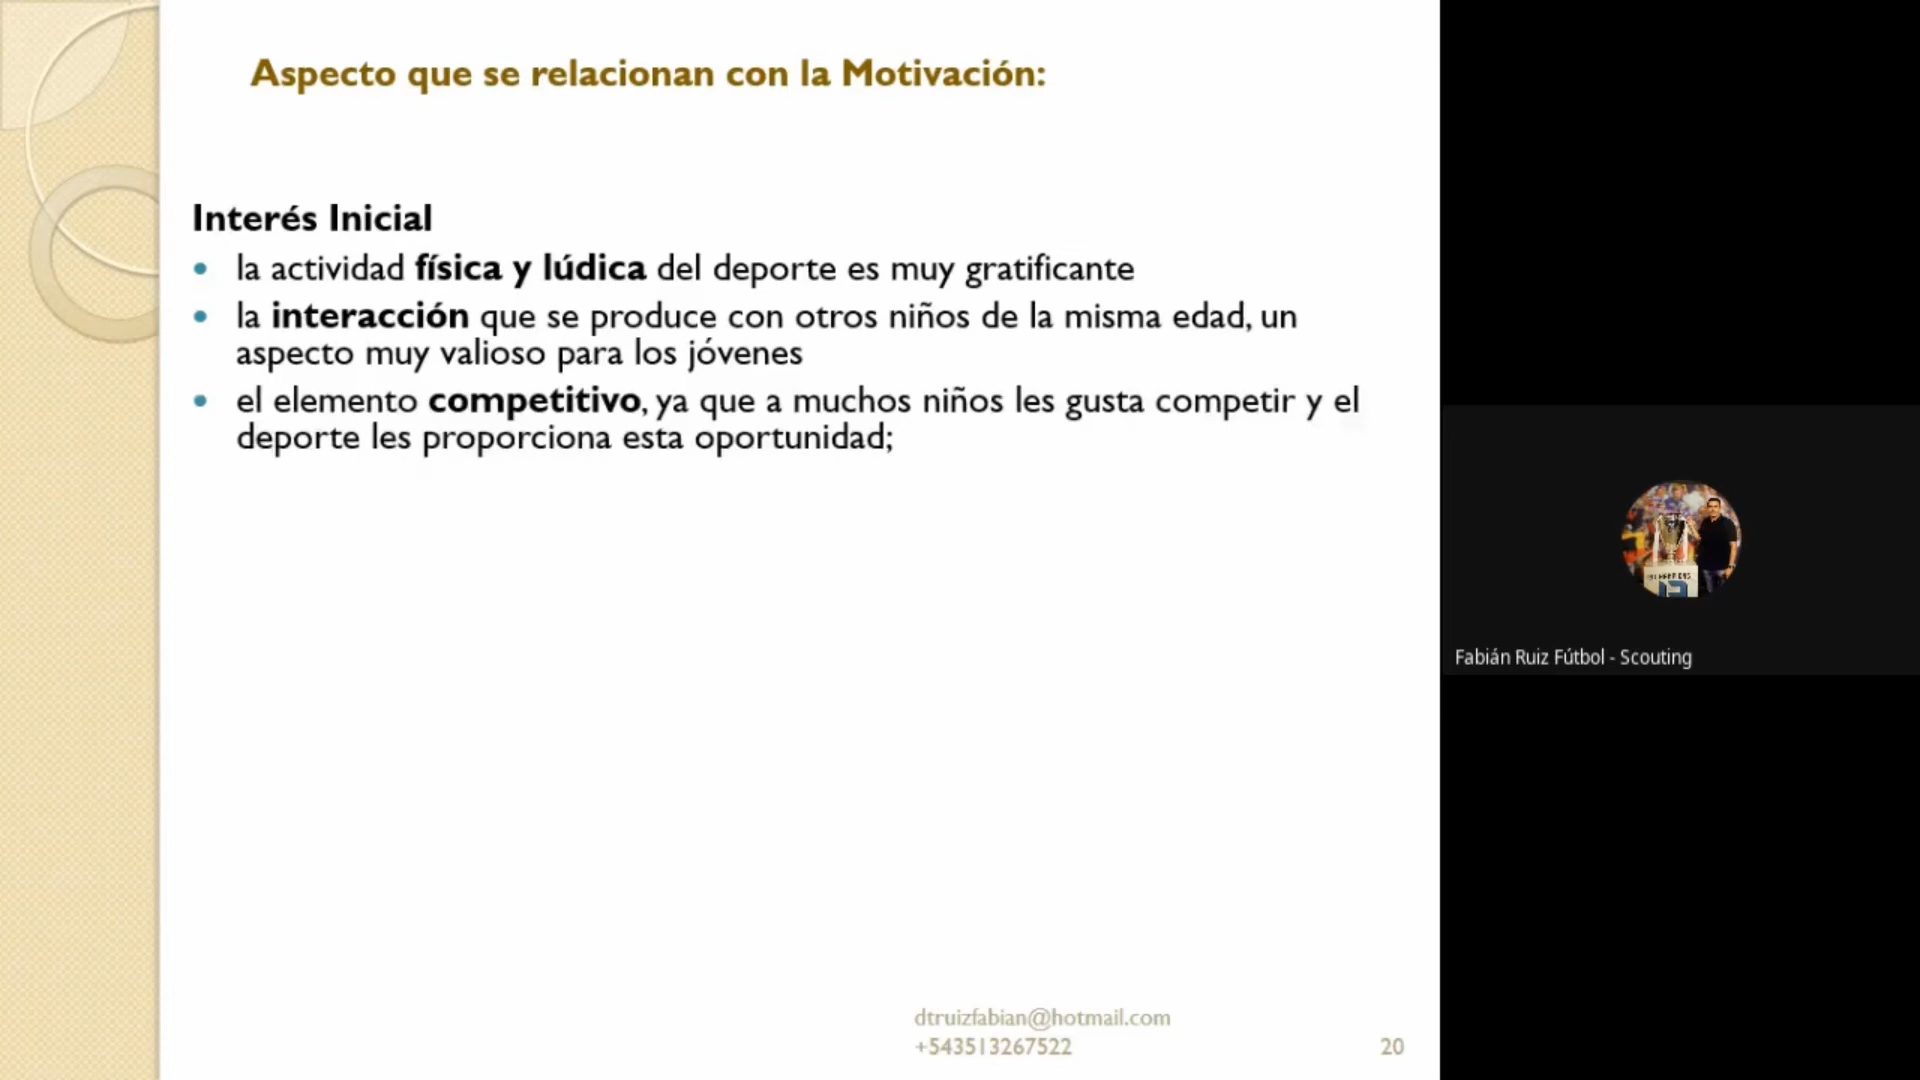 Aspecto que se relacionan con la Motivación:
Interés Inicial
la actividad física y lúdica del deporte es muy gratificante
la interacción que se produce con otros niños de la misma edad, un
aspecto muy valioso para los jóvenes
el elemento competitivo, ya que a muchos niños les gusta competir y el
deporte les proporciona esta oportunidad;
Fabián Ruiz Fútbol - Scouting
dtruizfabian@hotmail.com
+543513267522
20